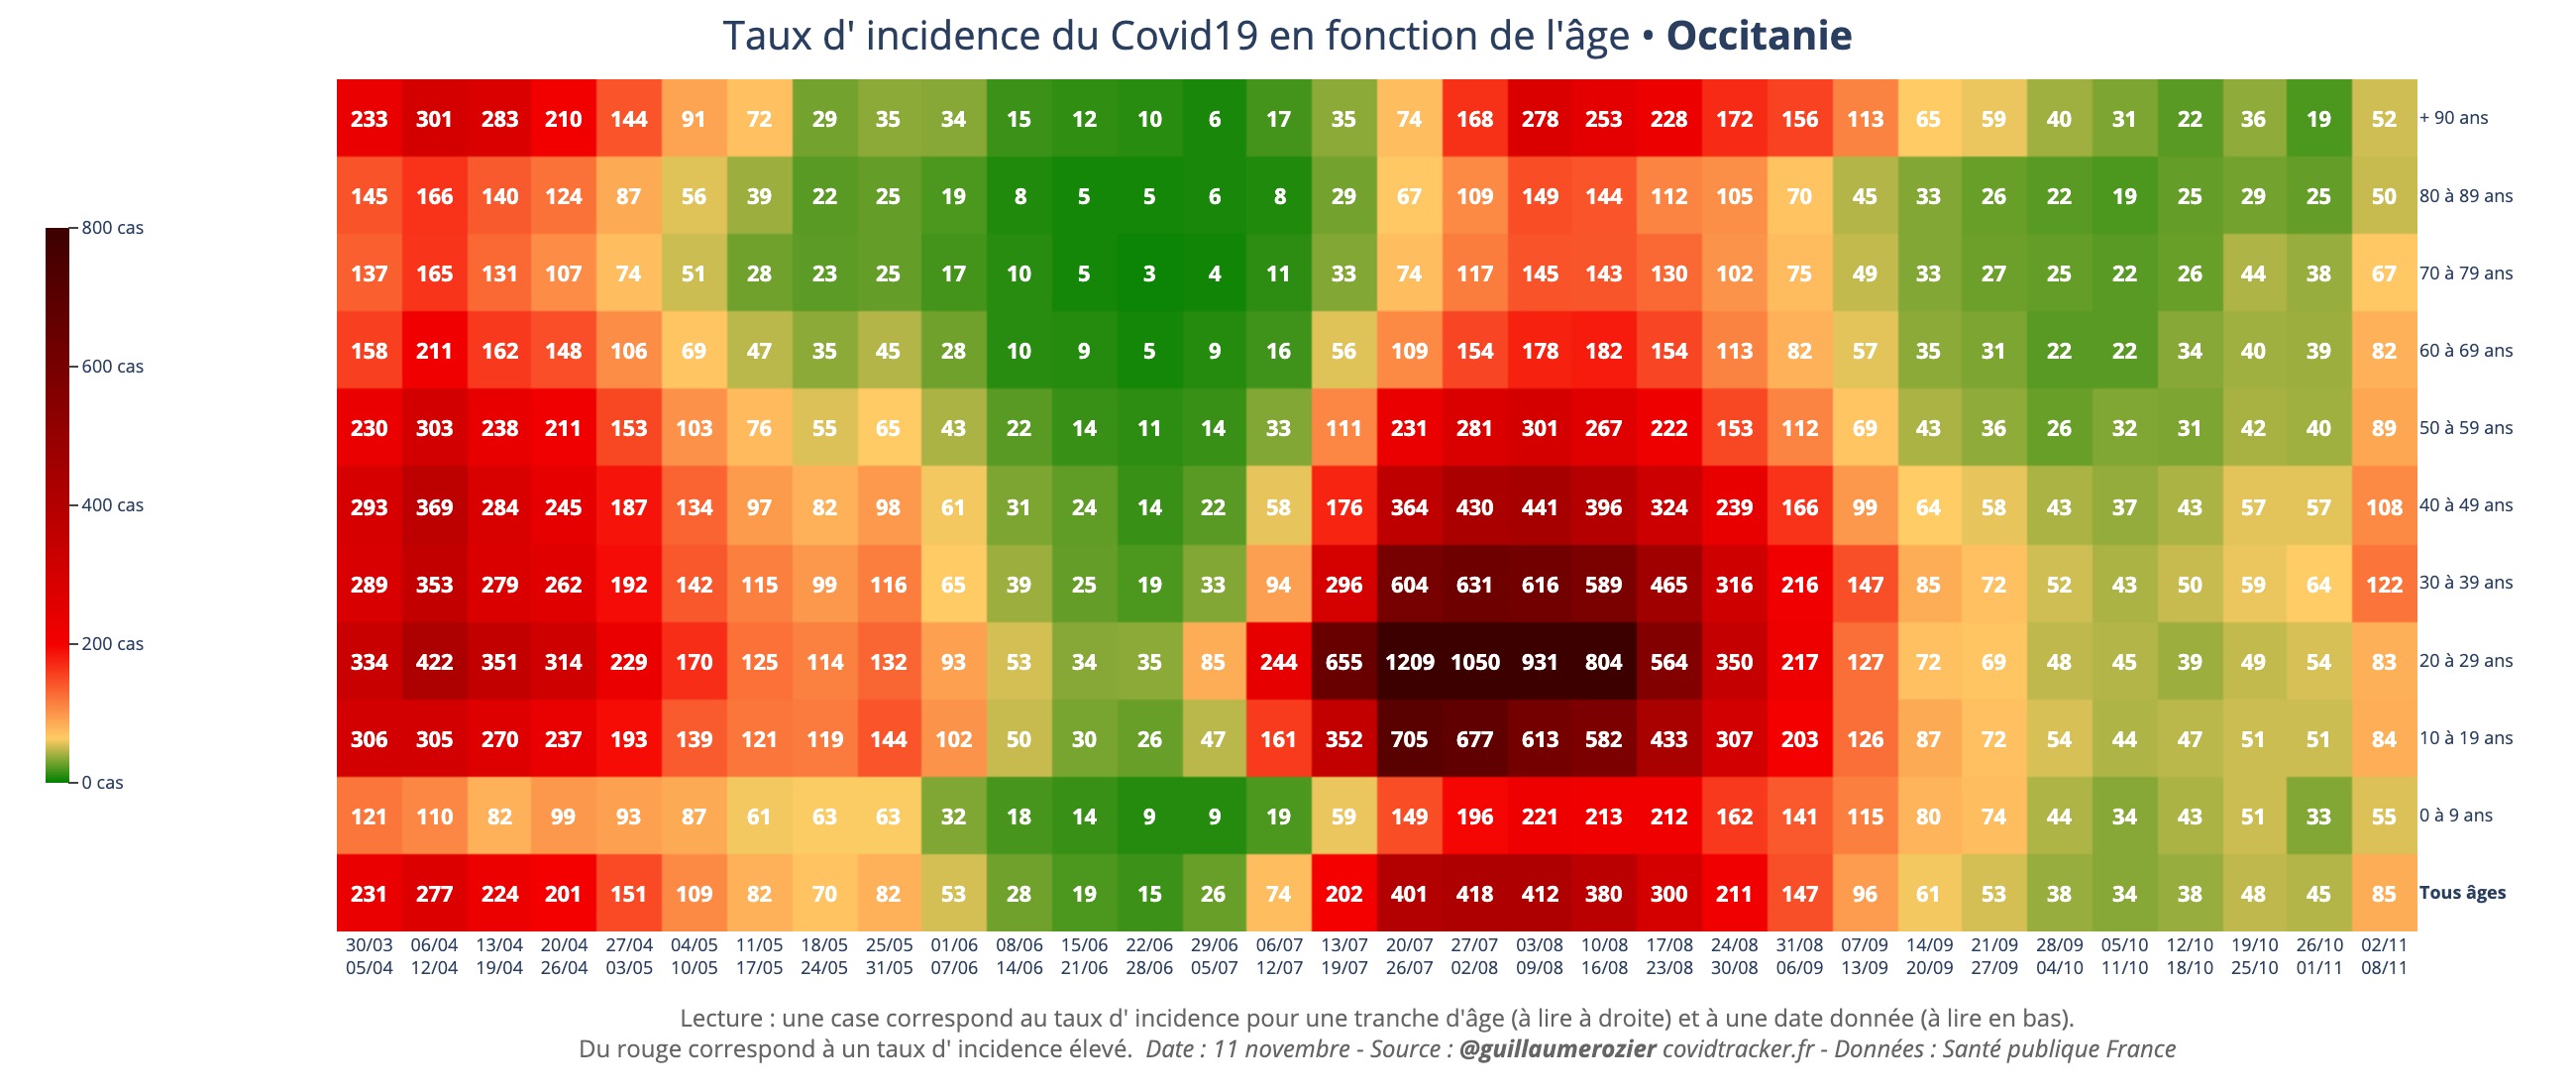 Taux d' incidence du Covid19 en fonction de l'âge • Occitanie
800 cas
600 cas
400 cas
200 cas
0 cas
233 301 283 210 144 91 72 29 35 34 15 12 10 6 17 35 74 168 278 253 228 172 156 113 65 59 40 31 22 36 19 52 + 90 ans
145 166 140 124 87 56 39 22 25 19 8 5 5 6 8 29 67 109 149 144 112 105 70 45 33 26 22 19 25 29 25 50 80 à 89 ans
137 165 131 107 74 51 28 23 25 17 10 5 3 4 11 33 74 117 145 143 130 102 75 49 33 27 25 22 26 44 38 67 70 à 79 ans
158 211 162 148 106 69 47 35 45 28 10 9 5 9 16 56 109 154 178 182 154 113 82 57 35 31 22 22 34 40 39 82 60 à 69 ans
230 303 238 211 153 103 76 55 65 43 22 14 11 14 33 111 231 281 301 267 222 153 112 69 43 36 26 32 31 42 40 89 50 à 59 ans
293 369 284 245 187 134 97 82 98 61 31 24 14 22 58 176 364 430 441 396 324 239 166 99 64 58 43 37 43 57 57 108 40 à 49 ans
289 353 279 262 192 142 115 99 116 65 39 25 19 33 94 296 604 631 616 589 465 316 216 147 85 72 52 43 50 59 64 122 30 à 39 ans
334 422 351 314 229 170 125 114 132 93 53 34 35 85 244 655 1209 1050 931 804 564 350 217 127 72 69 48 45 39 49 54 83 20 à 29 ans
306 305 270 237 193 139 121 119 144 102 50 30 26 47 161 352 705 677 613 582 433 307 203 126 87 72 54 44 47 51 51 84 10 à 19 ans
121 110 82 99 93 87 61 63 63 32 18 14 9 9 19 59 149 196 221 213 212 162 141 115 80 74 44 34 43 51 33 55 0 à 9 ans
231 277 224 201 151 109 82 70 82 53 28 19 15 26 74 202 401 418 412 380 300 211 147 96 61 53 38 34 38 48 45 85 Tous âges
30/03 06/04 13/04 20/04 27/04 04/05 11/05 18/05 25/05 01/06 08/06 15/06 22/06 29/06 06/07 13/07 20/07 27/07 03/08 10/08 17/08 24/08 31/08 07/09 14/09 21/09 28/09 05/10 12/10 19/10 26/10 02/11
05/04 12/04 19/04 26/04 03/05 10/05 17/05 24/05 31/05 07/06 14/06 21/06 28/06 05/07 12/07 19/07 26/07 02/08 09/08 16/08 23/08 30/08 06/09 13/09 20/09 27/09 04/10 11/10 18/10 25/10 01/11 08/11
Lecture : une case correspond au taux d' incidence pour une tranche d'âge (à lire à droite) et à une date donnée (à lire en bas).
Du rouge correspond à un taux d' incidence élevé. Date : 11 novembre - Source : @guillaumerozier covidtracker.fr - Données : Santé publique France